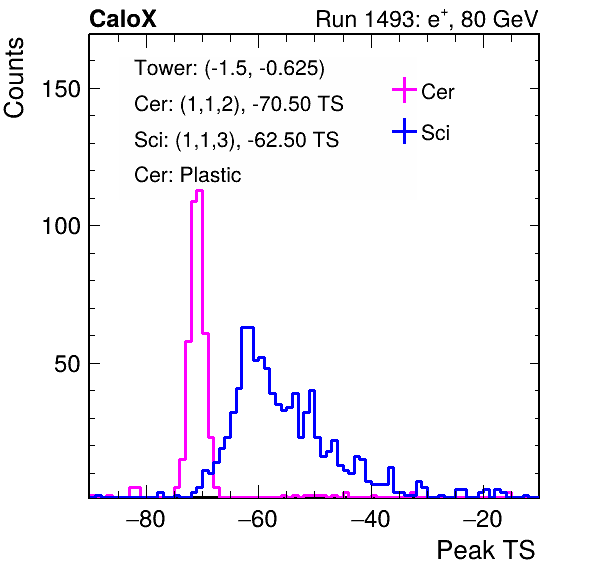 CaloX Run 1493: e⁺, 80 GeV
Counts
Tower: (-1.5, -0.625)
Cer: (1,1,2), -70.50 TS
Sci: (1,1,3), -62.50 TS
Cer: Plastic
Cer
Sci
150
100
50
−80 −60 −40 −20
Peak TS